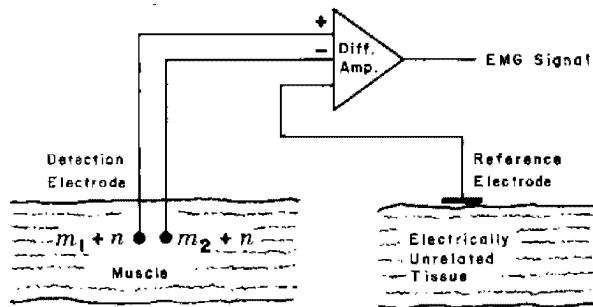 +
−
Diff.
Amp.
EMG Signal
Detection
Electrode
Reference
Electrode
m₁ + n
m₂ + n
Muscle
Electrically
Unrelated
Tissue